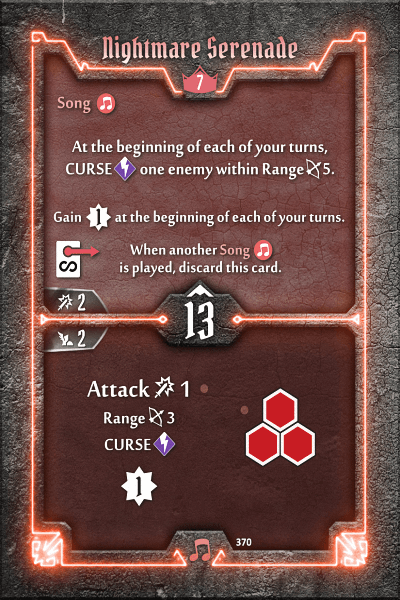 Nightmare Serenade
7
Song
At the beginning of each of your turns,
CURSE one enemy within Range 5.
Gain 1 at the beginning of each of your turns.
When another Song
is played, discard this card.
2
13
2
Attack 1
Range 3
CURSE
1
370